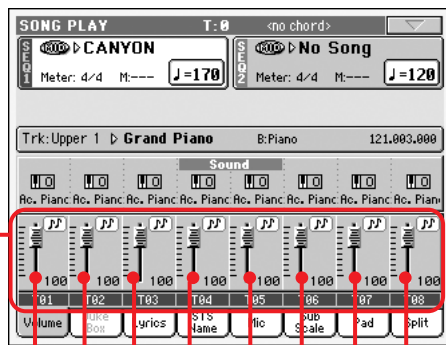 SONG PLAY T:0 <no chord>
SEQ1 CANYON
Meter: 4/4 M:--- ♩=170
SEQ2 No Song
Meter: 4/4 M:--- ♩=120
Trk:Upper 1 Grand Piano B:Piano 121.003.000
Sound
Ac. Piano Ac. Piano Ac. Piano Ac. Piano Ac. Piano Ac. Piano Ac. Piano Ac. Pian
100 100 100 100 100 100 100 100
T01 T02 T03 T04 T05 T06 T07 T08
Volume Juke Box Lyrics STS Name Mic Sub Scale Pad Split